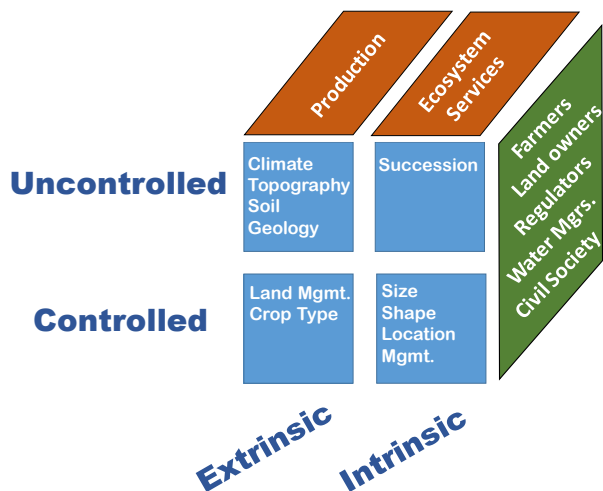 Production
Ecosystem
Services
Farmers
Land owners
Regulators
Water Mgrs.
Civil Society
Uncontrolled
Climate
Topography
Soil
Geology
Succession
Controlled
Land Mgmt.
Crop Type
Size
Shape
Location
Mgmt.
Extrinsic
Intrinsic